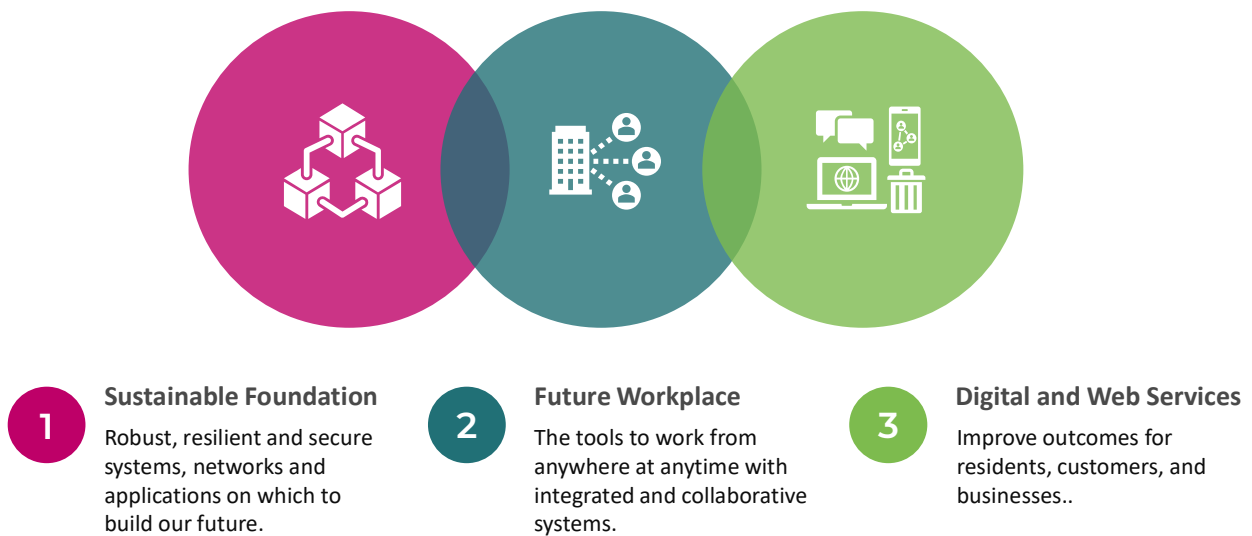 1
Sustainable Foundation
Robust, resilient and secure
systems, networks and
applications on which to
build our future.
2
Future Workplace
The tools to work from
anywhere at anytime with
integrated and collaborative
systems.
3
Digital and Web Services
Improve outcomes for
residents, customers, and
businesses..